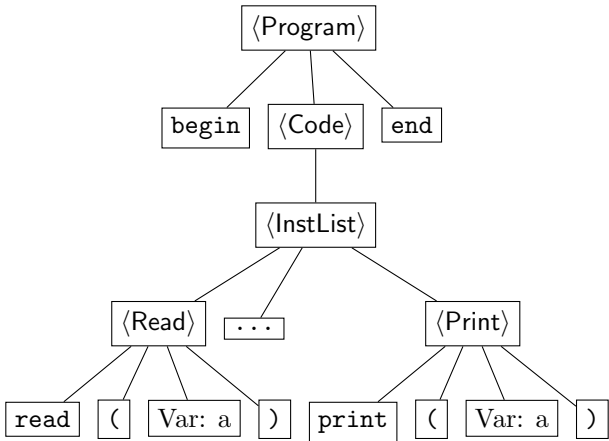 ⟨Program⟩
begin ⟨Code⟩ end
⟨InstList⟩
⟨Read⟩ ... ⟨Print⟩
read ( Var: a ) print ( Var: a )